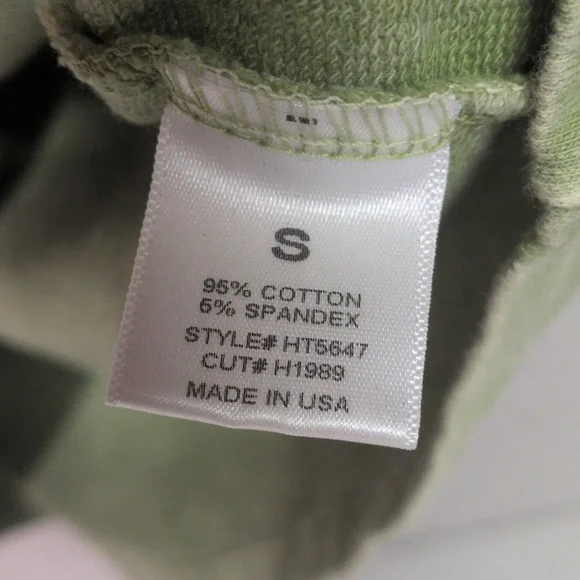 S
95% COTTON
5% SPANDEX
STYLE# HT5647
CUT# H1989
MADE IN USA